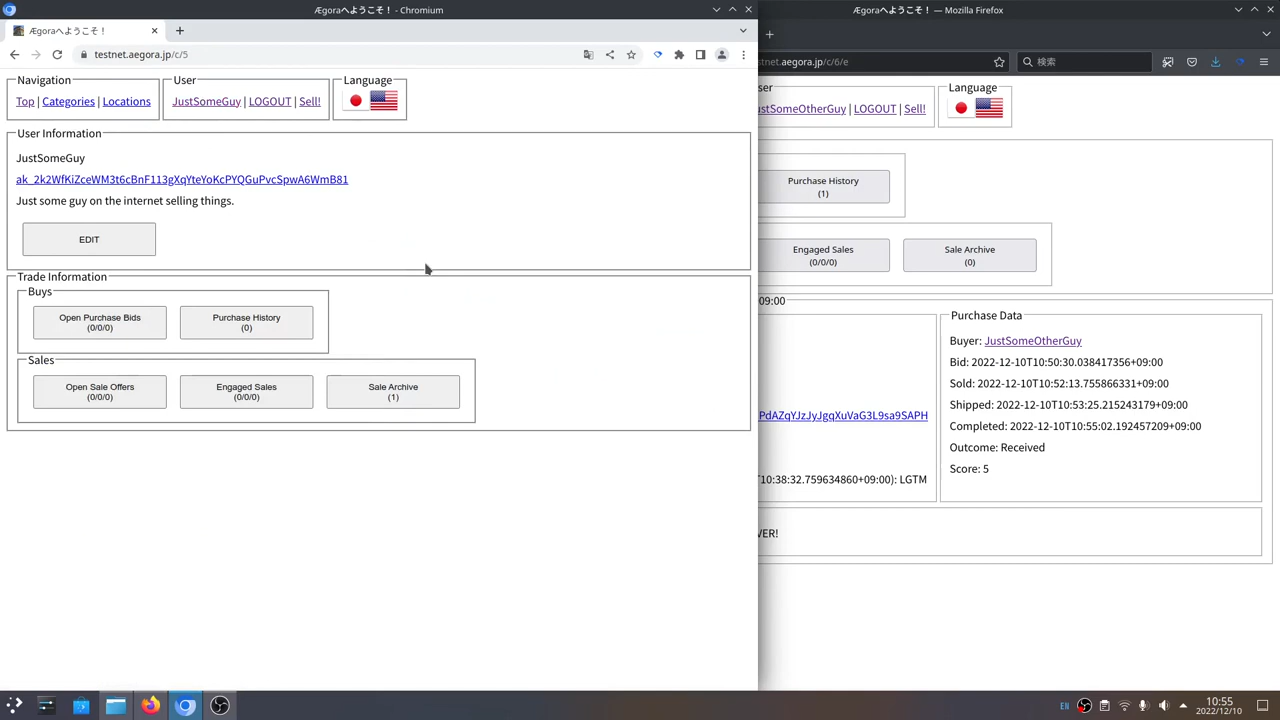 Ægoraへようこそ！ - Chromium
Ægoraへようこそ！ - Mozilla Firefox
Ægoraへようこそ！
testnet.aegora.jp/c/5
stnet.aegora.jp/c/6/e
検索
Navigation
Top | Categories | Locations
User
JustSomeGuy | LOGOUT | Sell!
Language
User Information
JustSomeGuy
ak_2k2WfKiZceWM3t6cBnF113gXqYteYoKcPYQGuPvcSpwA6WmB81
Just some guy on the internet selling things.
EDIT
Trade Information
Buys
Open Purchase Bids
(0/0/0)
Purchase History
(0)
Sales
Open Sale Offers
(0/0/0)
Engaged Sales
(0/0/0)
Sale Archive
(1)
ser
ustSomeOtherGuy | LOGOUT | Sell!
Language
Purchase History
(1)
Engaged Sales
(0/0/0)
Sale Archive
(0)
09:00
PdAZqYJzJyJgqXuVaG3L9sa9SAPH
T10:38:32.759634860+09:00): LGTM
Purchase Data
Buyer: JustSomeOtherGuy
Bid: 2022-12-10T10:50:30.038417356+09:00
Sold: 2022-12-10T10:52:13.755866331+09:00
Shipped: 2022-12-10T10:53:25.215243179+09:00
Completed: 2022-12-10T10:55:02.192457209+09:00
Outcome: Received
Score: 5
VER!
EN
10:55
2022/12/10